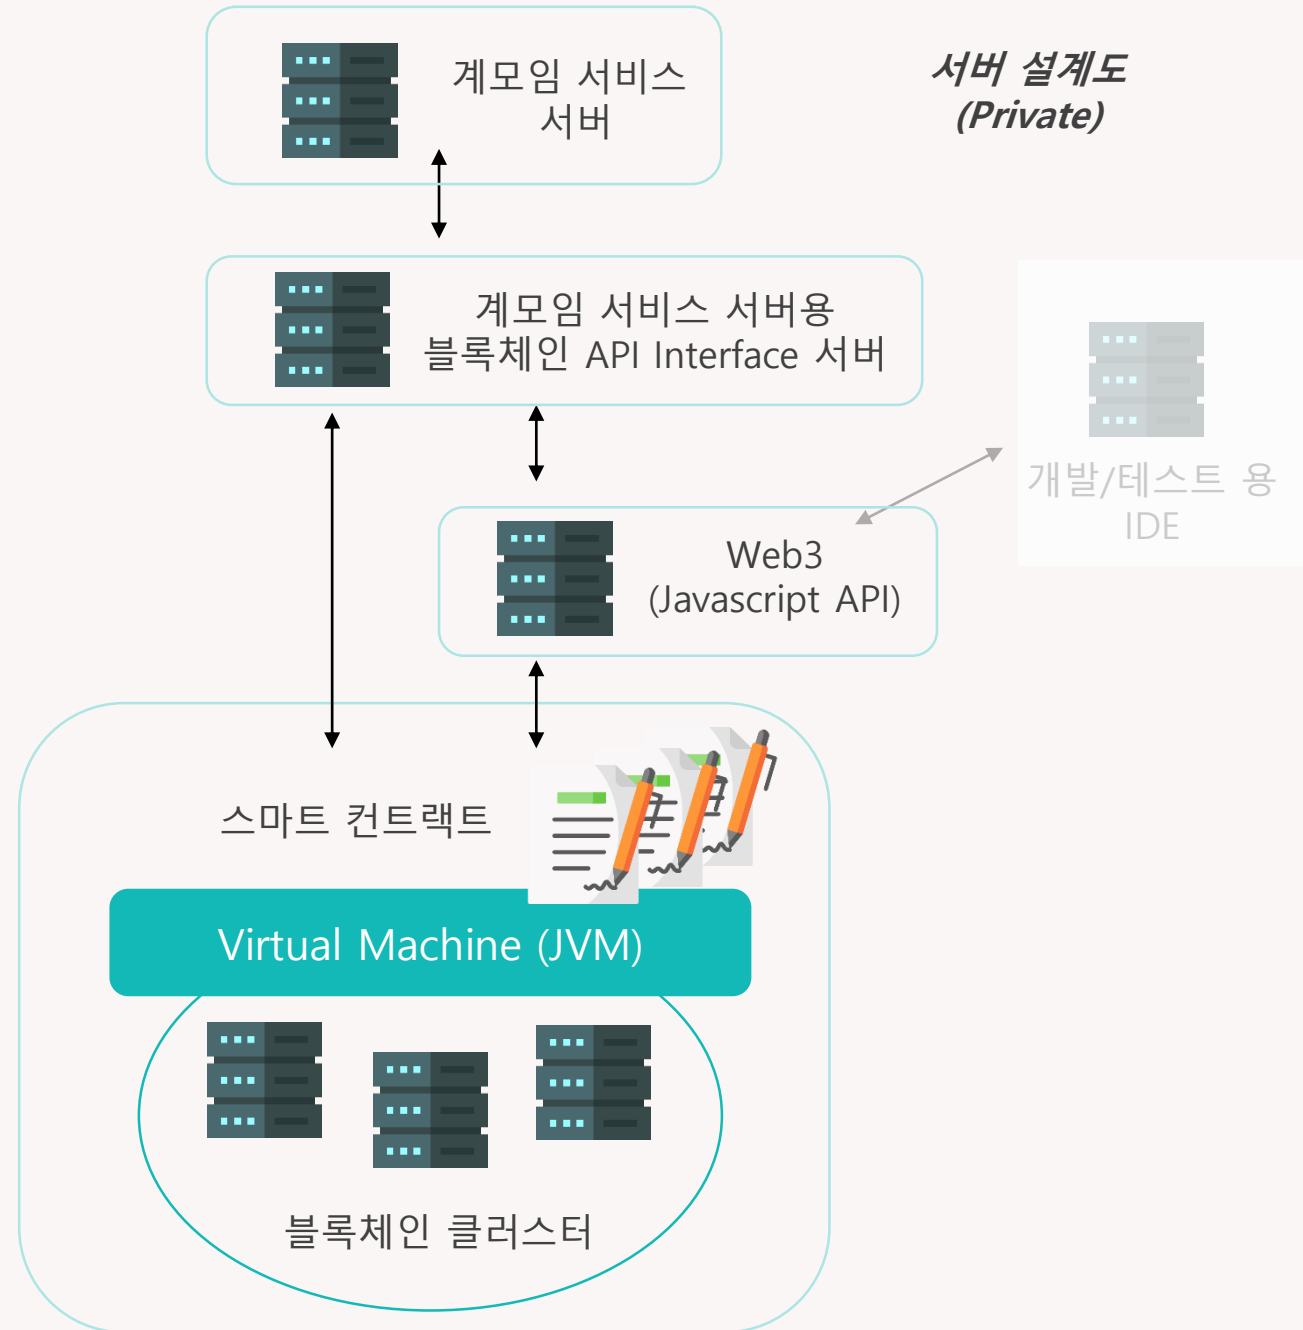 계모임 서비스
서버
서버 설계도
(Private)
계모임 서비스 서버용
블록체인 API Interface 서버
개발/테스트 용
IDE
Web3
(Javascript API)
스마트 컨트랙트
Virtual Machine (JVM)
블록체인 클러스터